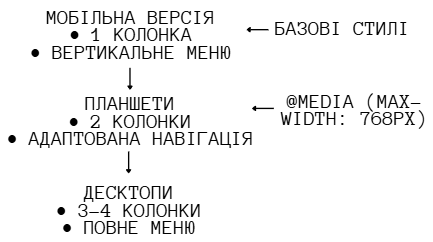 МОБІЛЬНА ВЕРСІЯ
● 1 КОЛОНКА
● ВЕРТИКАЛЬНЕ МЕНЮ
БАЗОВІ СТИЛІ
ПЛАНШЕТИ
● 2 КОЛОНКИ
● АДАПТОВАНА НАВІГАЦІЯ
@MEDIA (MAX-
WIDTH: 768PX)
ДЕСКТОПИ
● 3-4 КОЛОНКИ
● ПОВНЕ МЕНЮ